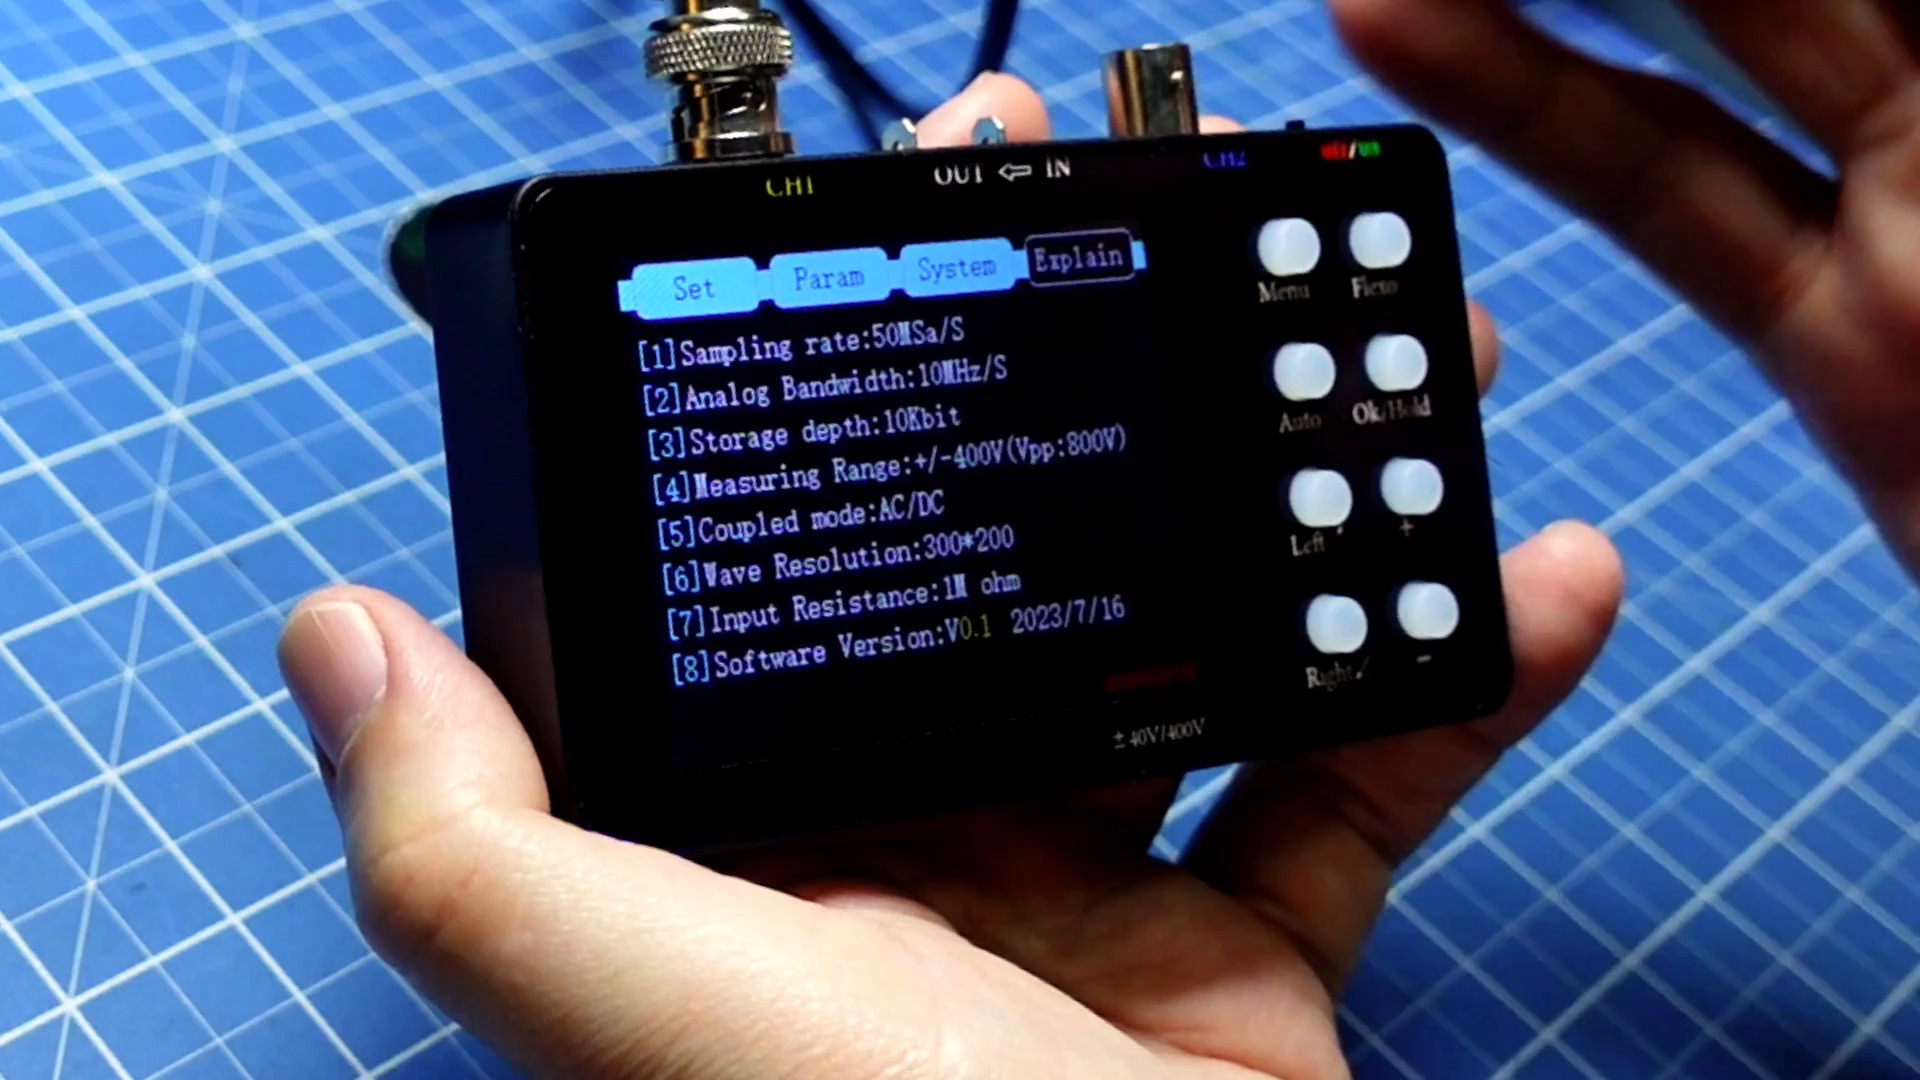 CH1
OUT ⇦ IN
CH2
Set Param System Explain
[1]Sampling rate:50MSa/S
[2]Analog Bandwidth:10MHz/S
[3]Storage depth:10Kbit
[4]Measuring Range:+/-400V(Vpp:800V)
[5]Coupled mode:AC/DC
[6]Wave Resolution:300*200
[7]Input Resistance:1M ohm
[8]Software Version:V0.1 2023/7/16
±40V/400V
Menu
Auto Ok/Hold
Left +
Right -